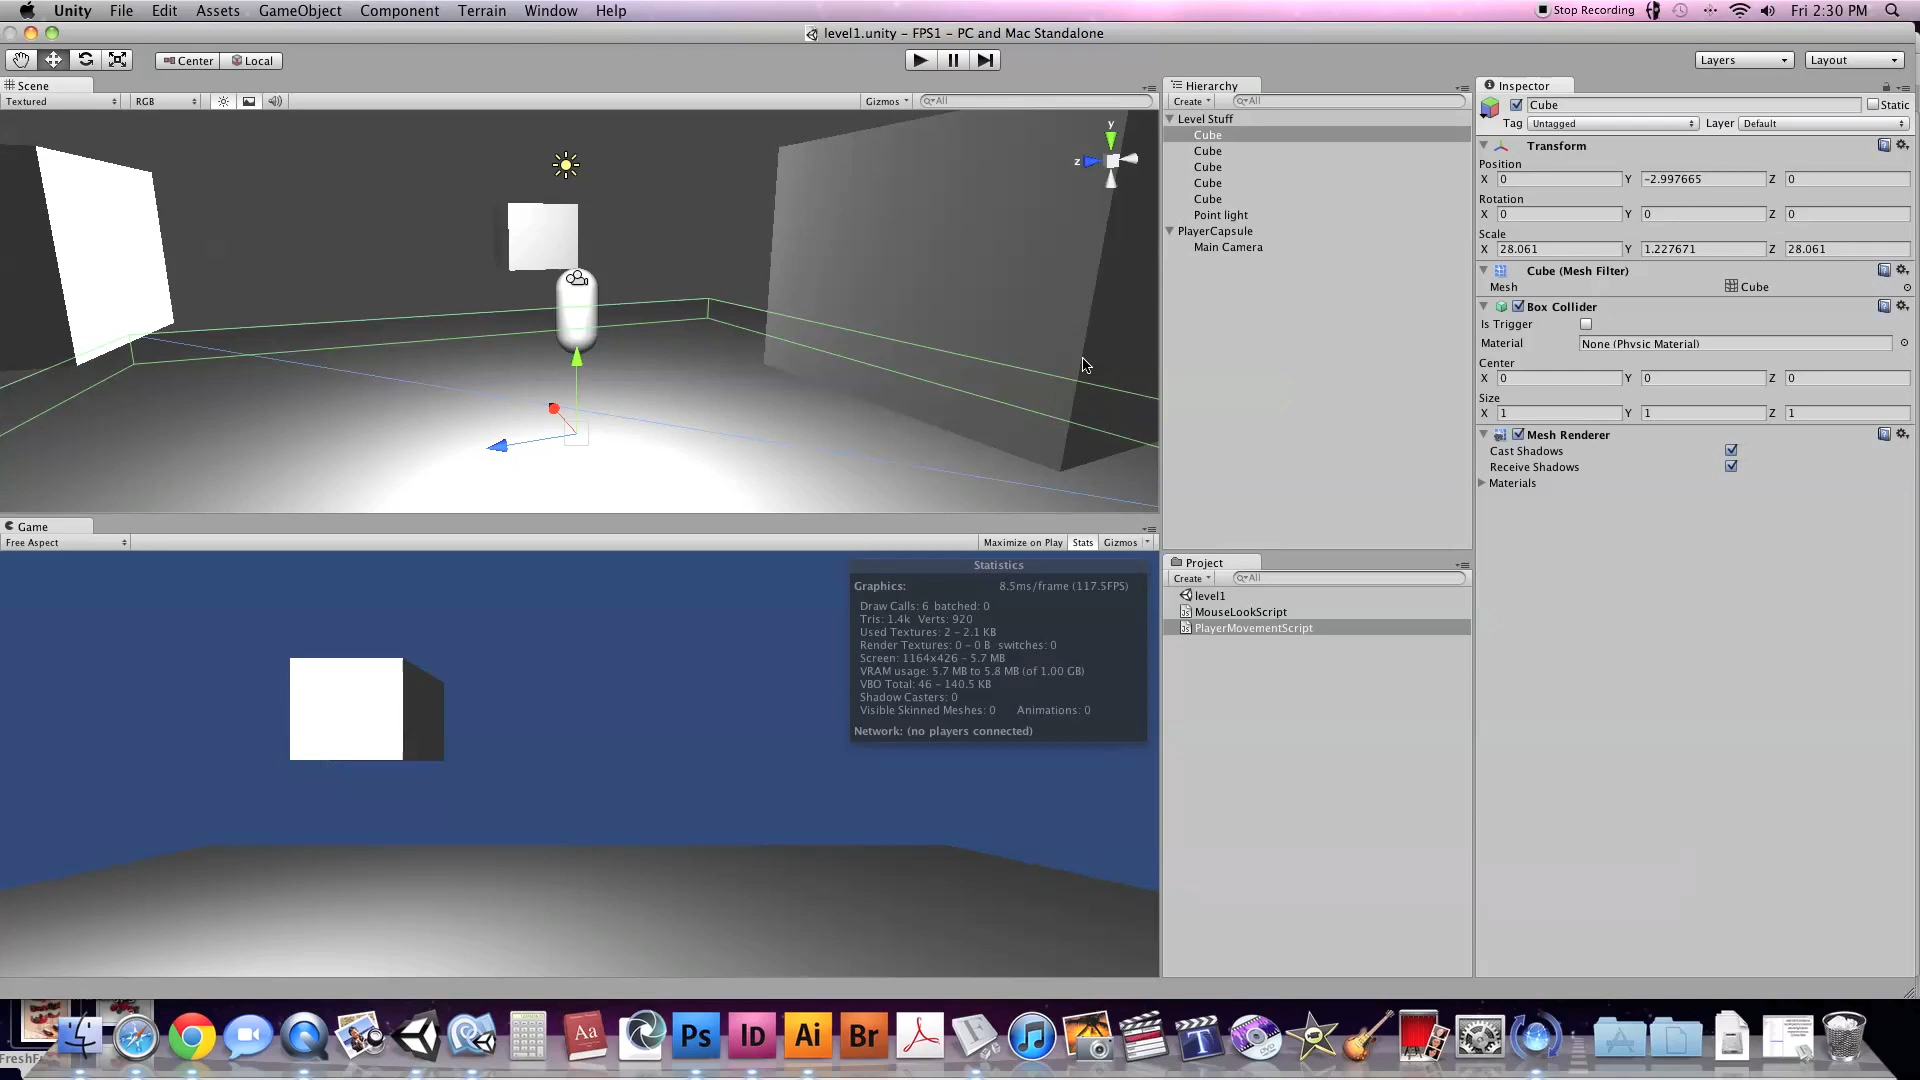 Unity File Edit Assets GameObject Component Terrain Window Help Stop Recording Fri 2:30 PM
level1.unity – FPS1 – PC and Mac Standalone
Center Local Layers Layout
Scene
Textured RGB Gizmos All
y
z
Hierarchy
Create All
Level Stuff
Cube
Cube
Cube
Cube
Cube
Point light
PlayerCapsule
Main Camera
Inspector
Cube Static
Tag Untagged Layer Default
Transform
Position
X 0 Y -2.997665 Z 0
Rotation
X 0 Y 0 Z 0
Scale
X 28.061 Y 1.227671 Z 28.061
Cube (Mesh Filter)
Mesh Cube
Box Collider
Is Trigger
Material None (Physic Material)
Center
X 0 Y 0 Z 0
Size
X 1 Y 1 Z 1
Mesh Renderer
Cast Shadows
Receive Shadows
Materials
Game
Free Aspect Maximize on Play Stats Gizmos
Statistics
Graphics: 8.5ms/frame (117.5FPS)
Draw Calls: 6 batched: 0
Tris: 1.4k Verts: 920
Used Textures: 2 – 2.1 KB
Render Textures: 0 – 0 B switches: 0
Screen: 1164x426 – 5.7 MB
VRAM usage: 5.7 MB to 5.8 MB (of 1.00 GB)
VBO Total: 46 – 140.5 KB
Shadow Casters: 0
Visible Skinned Meshes: 0 Animations: 0
Network: (no players connected)
Project
Create All
level1
MouseLookScript
PlayerMovementScript
Aa Ps Id Ai Br